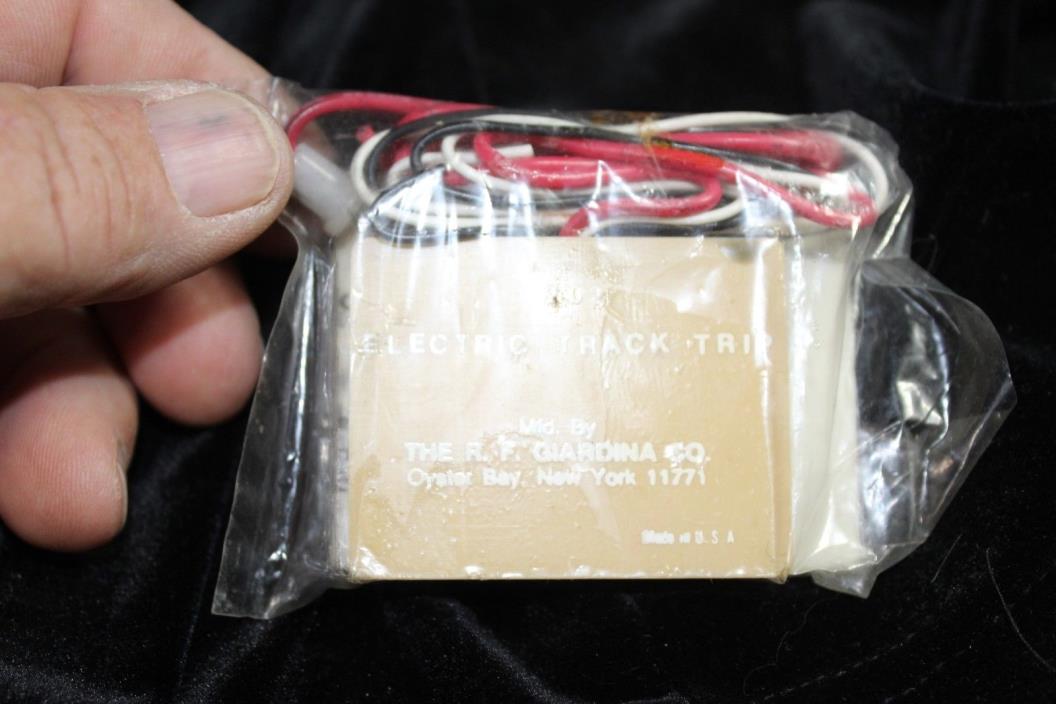 ELECTRIC TRACK TRIP
Mfd. By
THE R. F. GIARDINA CO.
Oyster Bay, New York 11771
Made in U.S.A